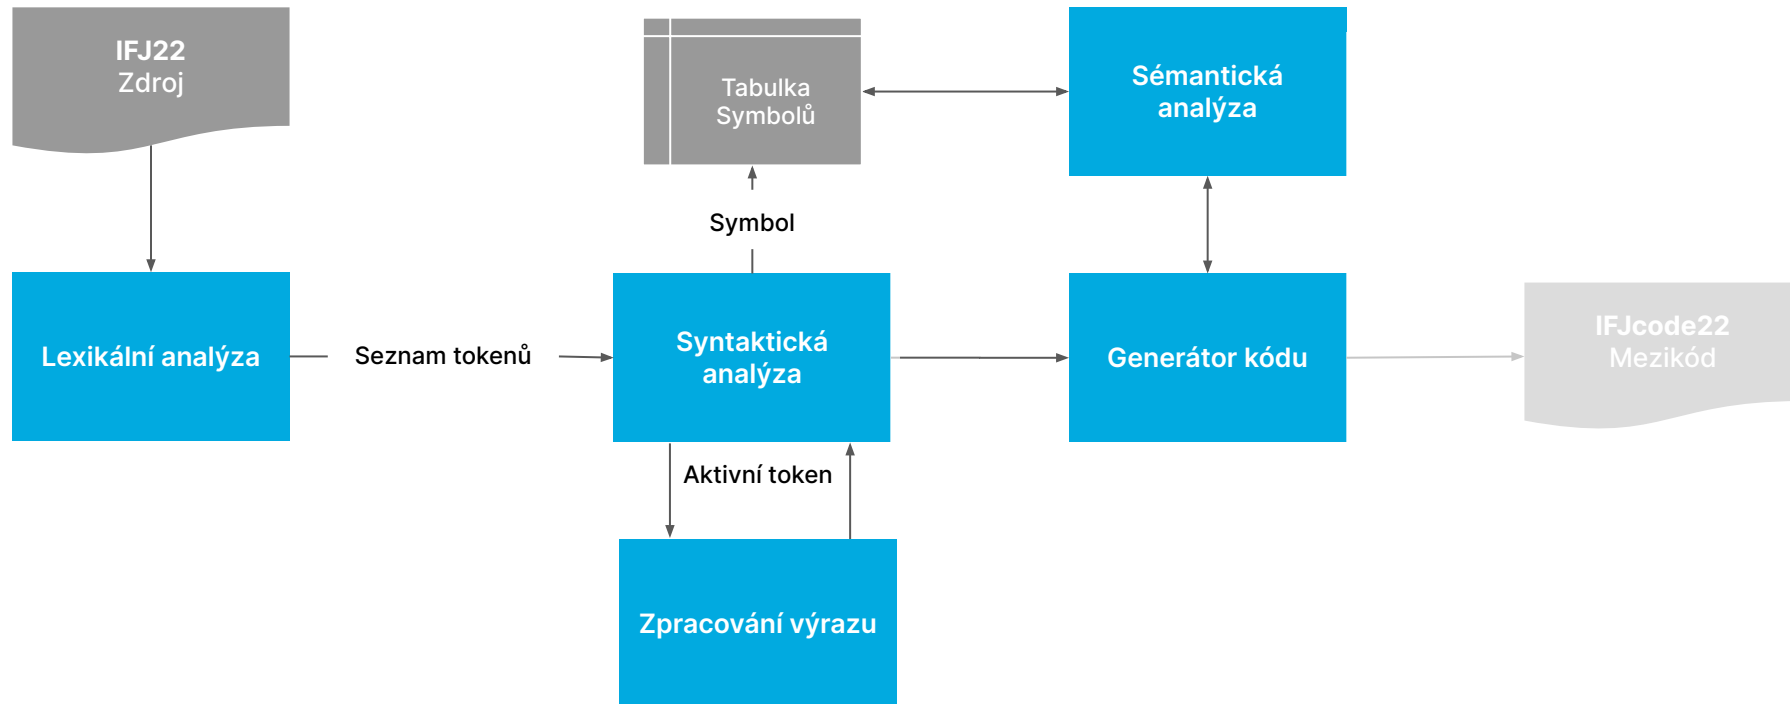 IFJ22
Zdroj
Tabulka
Symbolů
Sémantická
analýza
Symbol
Lexikální analýza
Seznam tokenů
Syntaktická
analýza
Generátor kódu
IFJcode22
Mezikód
Aktivní token
Zpracování výrazu